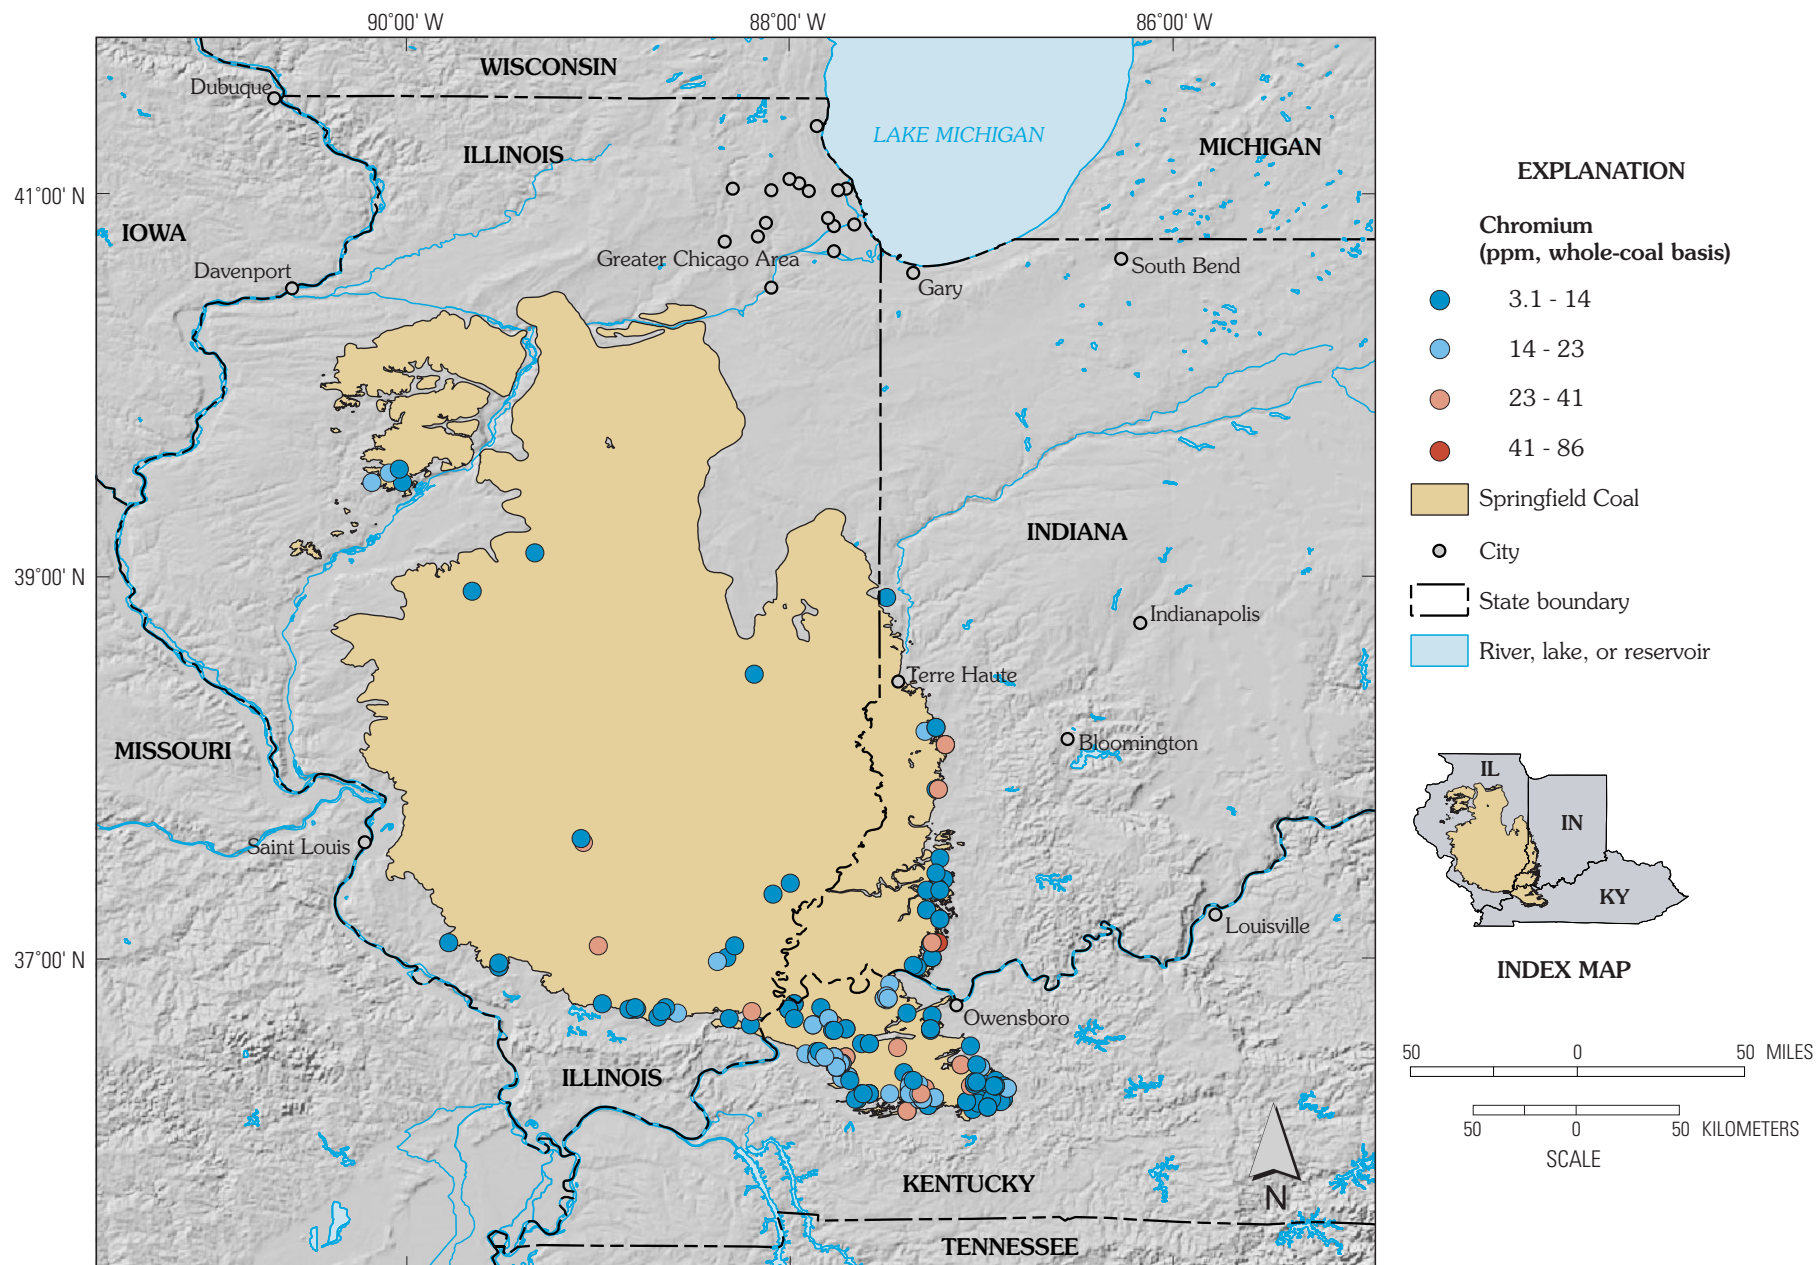 90°00' W
88°00' W
86°00' W
41°00' N
39°00' N
37°00' N
WISCONSIN
Dubuque
LAKE MICHIGAN
ILLINOIS
MICHIGAN
IOWA
Davenport
Greater Chicago Area
South Bend
Gary
INDIANA
Indianapolis
Terre Haute
MISSOURI
Bloomington
Saint Louis
Louisville
Owensboro
ILLINOIS
KENTUCKY
TENNESSEE
N
EXPLANATION
Chromium
(ppm, whole-coal basis)
3.1 - 14
14 - 23
23 - 41
41 - 86
Springfield Coal
City
State boundary
River, lake, or reservoir
IL
IN
KY
INDEX MAP
50 0 50 MILES
50 0 50 KILOMETERS
SCALE